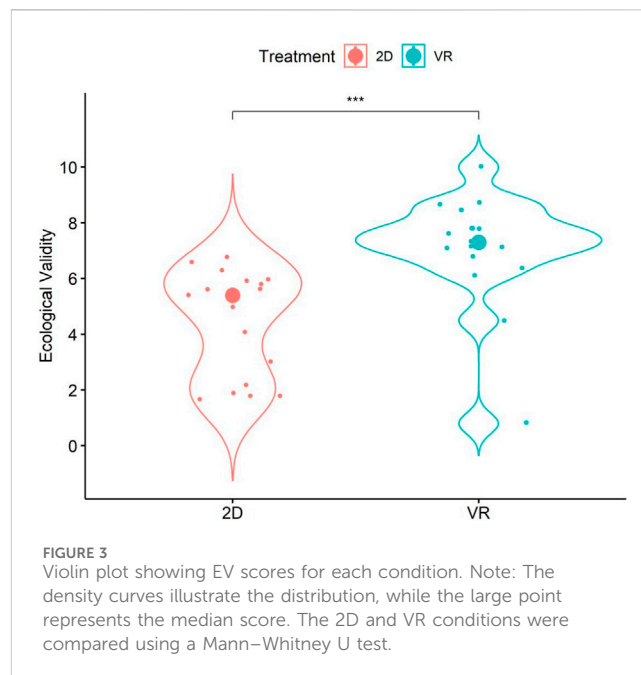 Treatment 2D VR
***
10
8
6
4
2
0
Ecological Validity
2D VR
FIGURE 3
Violin plot showing EV scores for each condition. Note: The
density curves illustrate the distribution, while the large point
represents the median score. The 2D and VR conditions were
compared using a Mann–Whitney U test.